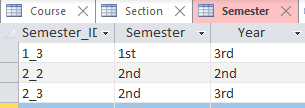 Course Section Semester
Semester_ID Semester Year
1_3 1st 3rd
2_2 2nd 2nd
2_3 2nd 3rd